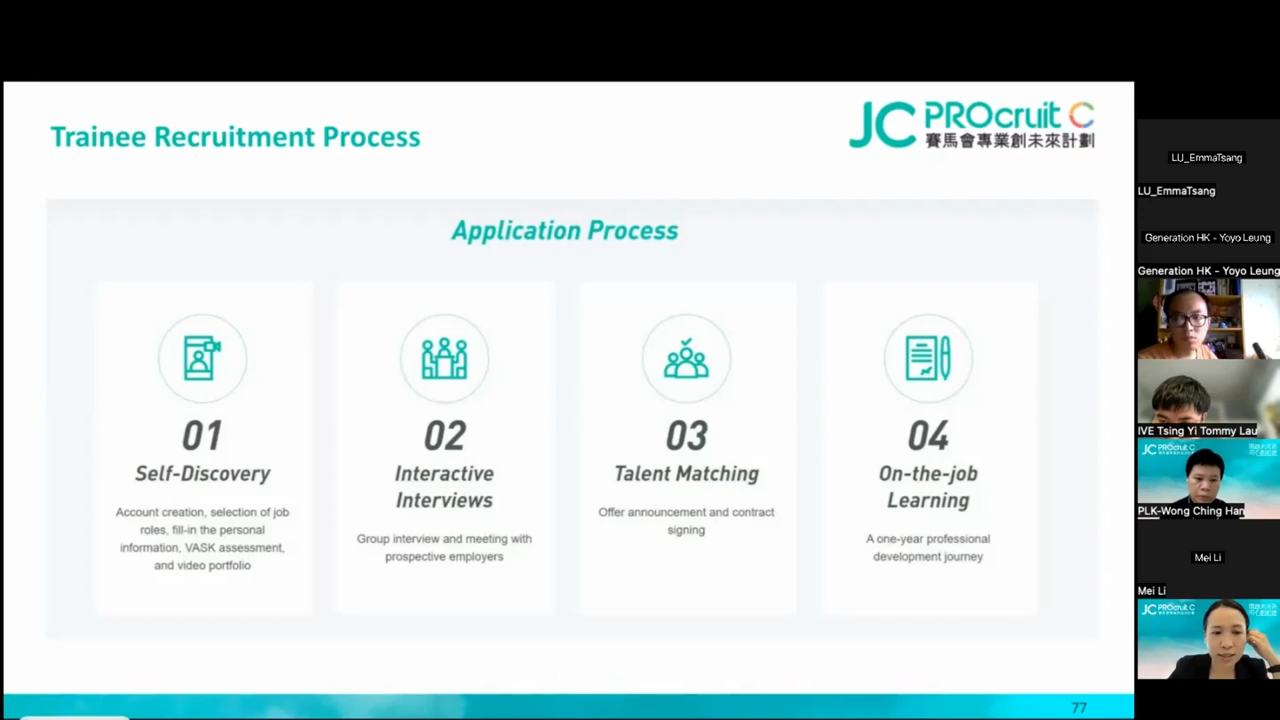 Trainee Recruitment Process
JC PROcruit C
賽馬會專業創未來計劃
Application Process
01
Self-Discovery
Account creation, selection of job
roles, fill-in the personal
information, VASK assessment,
and video portfolio
02
Interactive
Interviews
Group interview and meeting with
prospective employers
03
Talent Matching
Offer announcement and contract
signing
04
On-the-job
Learning
A one-year professional
development journey
77
LU_EmmaTsang
LU_EmmaTsang
Generation HK - Yoyo Leung
Generation HK - Yoyo Leung
IVE Tsing Yi Tommy Lau
JC PROcruit C
PLK-Wong Ching Han
Mei Li
Mei Li
JC PROcruit C